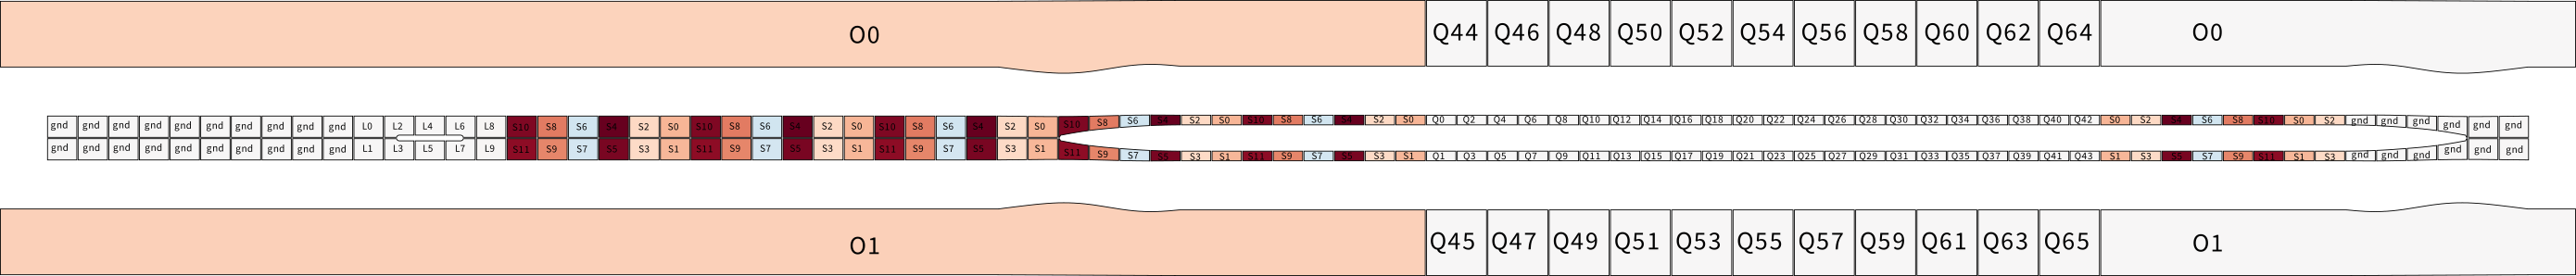 O0 Q44 Q46 Q48 Q50 Q52 Q54 Q56 Q58 Q60 Q62 Q64 O0
gnd gnd gnd gnd gnd gnd gnd gnd gnd gnd L0 L2 L4 L6 L8 S10 S8 S6 S4 S2 S0 S10 S8 S6 S4 S2 S0 S10 S8 S6 S4 S2 S0 S10 S8 S6 S4 S2 S0 S10 S8 S6 S4 S2 S0 Q0 Q2 Q4 Q6 Q8 Q10 Q12 Q14 Q16 Q18 Q20 Q22 Q24 Q26 Q28 Q30 Q32 Q34 Q36 Q38 Q40 Q42 S0 S2 S4 S6 S8 S10 S0 S2 gnd gnd gnd gnd gnd gnd
gnd gnd gnd gnd gnd gnd gnd gnd gnd gnd L1 L3 L5 L7 L9 S11 S9 S7 S5 S3 S1 S11 S9 S7 S5 S3 S1 S11 S9 S7 S5 S3 S1 S11 S9 S7 S5 S3 S1 S11 S9 S7 S5 S3 S1 Q1 Q3 Q5 Q7 Q9 Q11 Q13 Q15 Q17 Q19 Q21 Q23 Q25 Q27 Q29 Q31 Q33 Q35 Q37 Q39 Q41 Q43 S1 S3 S5 S7 S9 S11 S1 S3 gnd gnd gnd gnd gnd gnd
O1 Q45 Q47 Q49 Q51 Q53 Q55 Q57 Q59 Q61 Q63 Q65 O1